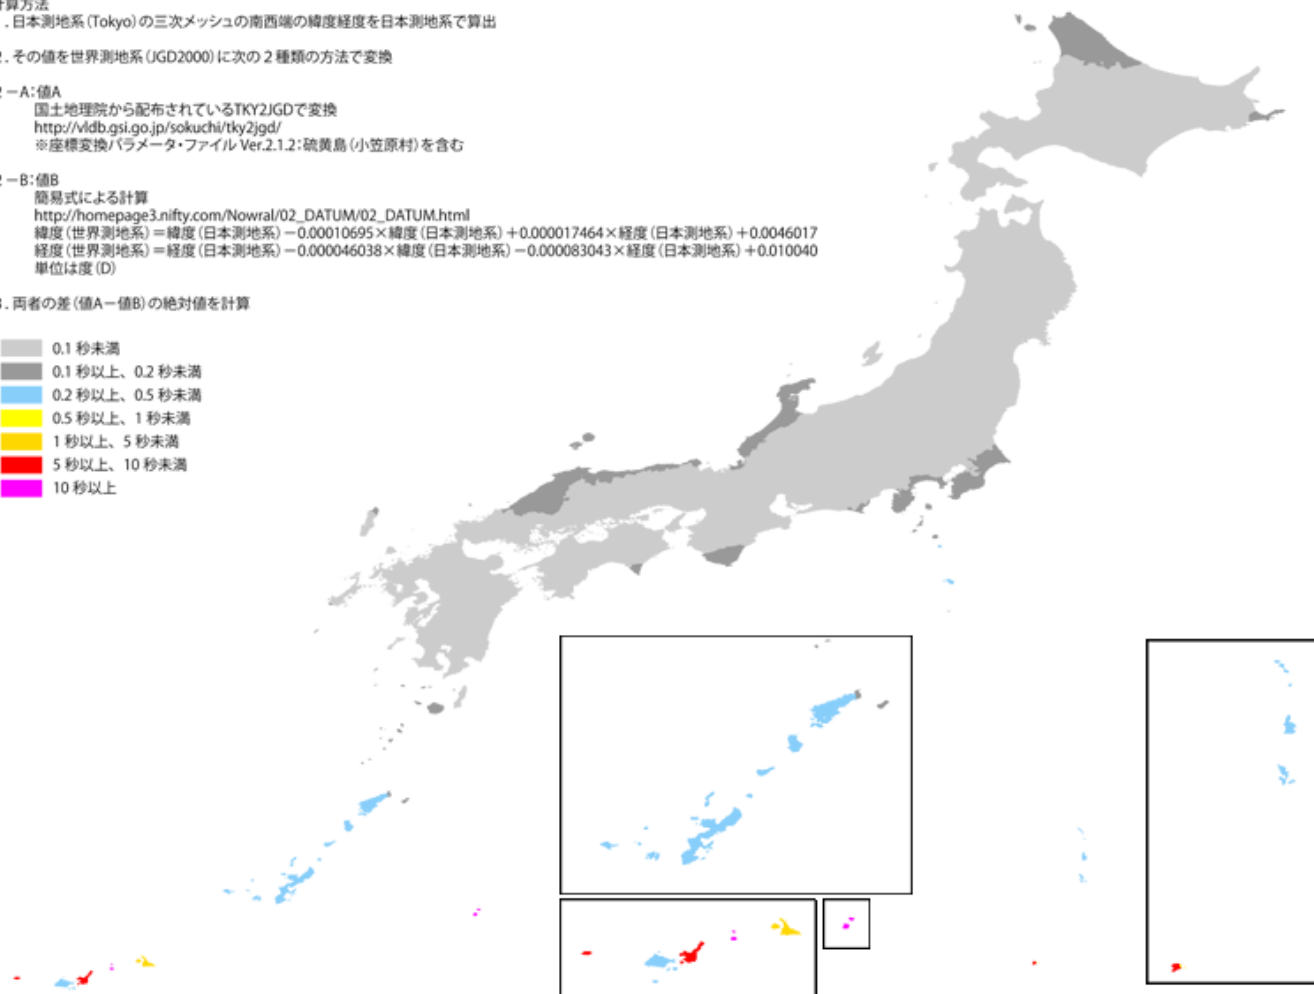 計算方法
.日本測地系(Tokyo)の三次メッシュの南西端の緯度経度を日本測地系で算出
2.その値を世界測地系(JGD2000)に次の2種類の方法で変換
2-A:値A
国土地理院から配布されているTKY2JGDで変換
http://vldb.gsi.go.jp/sokuchi/tky2jgd/
※座標変換パラメータ・ファイル Ver.2.1.2:硫黄島(小笠原村)を含む
2-B:値B
簡易式による計算
http://homepage3.nifty.com/Nowral/02_DATUM/02_DATUM.html
緯度(世界測地系)=緯度(日本測地系)-0.00010695×緯度(日本測地系)+0.000017464×経度(日本測地系)+0.0046017
経度(世界測地系)=経度(日本測地系)-0.000046038×緯度(日本測地系)-0.000083043×経度(日本測地系)+0.010040
単位は度(D)
3.両者の差(値A-値B)の絶対値を計算
0.1 秒未満
0.1 秒以上、0.2 秒未満
0.2 秒以上、0.5 秒未満
0.5 秒以上、1 秒未満
1 秒以上、5 秒未満
5 秒以上、10 秒未満
10 秒以上